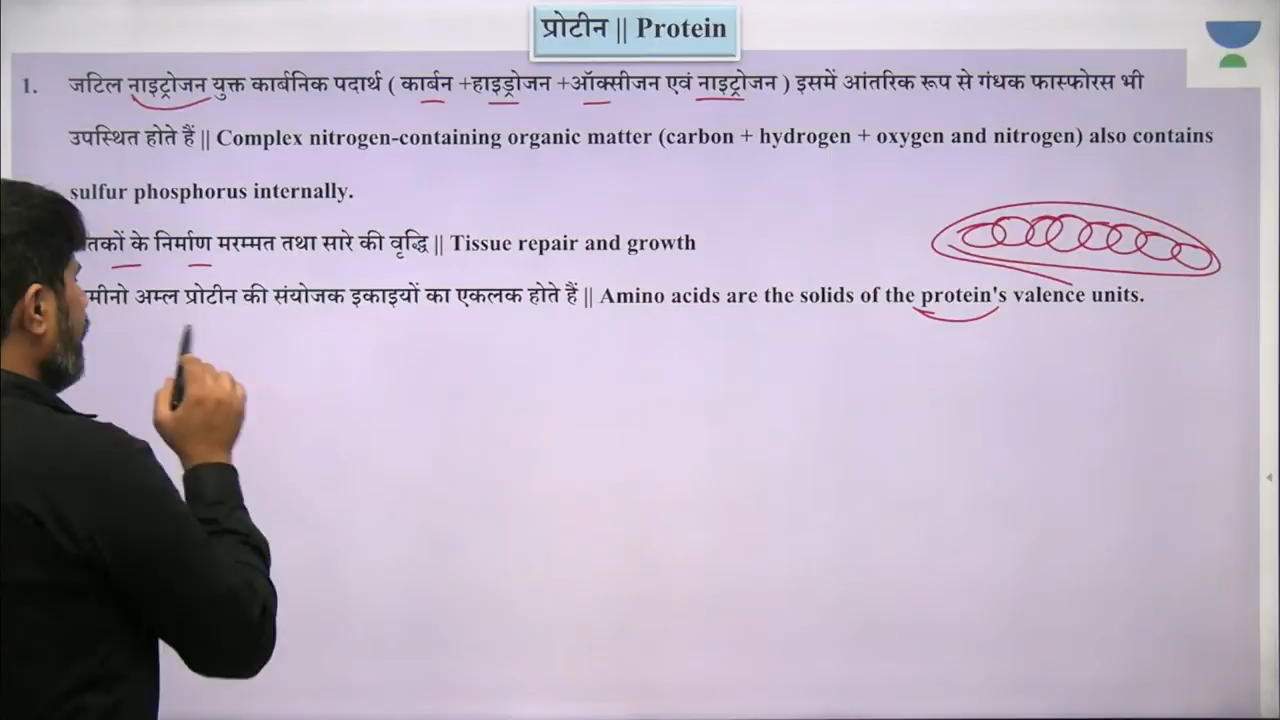 प्रोटीन || Protein
1. जटिल नाइट्रोजन युक्त कार्बनिक पदार्थ ( कार्बन +हाइड्रोजन +ऑक्सीजन एवं नाइट्रोजन ) इसमें आंतरिक रूप से गंधक फास्फोरस भी
उपस्थित होते हैं || Complex nitrogen-containing organic matter (carbon + hydrogen + oxygen and nitrogen) also contains
sulfur phosphorus internally.
के निर्माण मरम्मत तथा सारे की वृद्धि || Tissue repair and growth
अम्ल प्रोटीन की संयोजक इकाइयों का एकलक होते हैं || Amino acids are the solids of the protein's valence units.